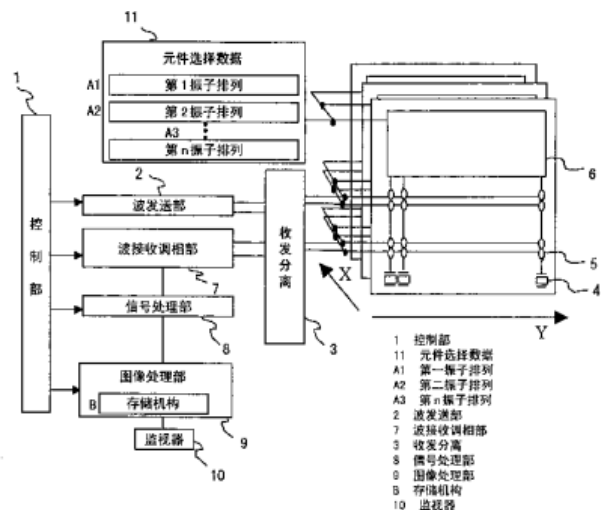 11
元件选择数据
A1 第1振子排列
A2 第2振子排列
A3
第n振子排列
1
控制部
2
波发送部
波接收调相部
7
信号处理部
8
图像处理部
B 存储机构
9
监视器
10
收发分离
3
6
5
4
X
Y
1 控制部
11 元件选择数据
A1 第一振子排列
A2 第二振子排列
A3 第n振子排列
2 波发送部
7 波接收调相部
3 收发分离
8 信号处理部
9 图像处理部
B 存储机构
10 监视器